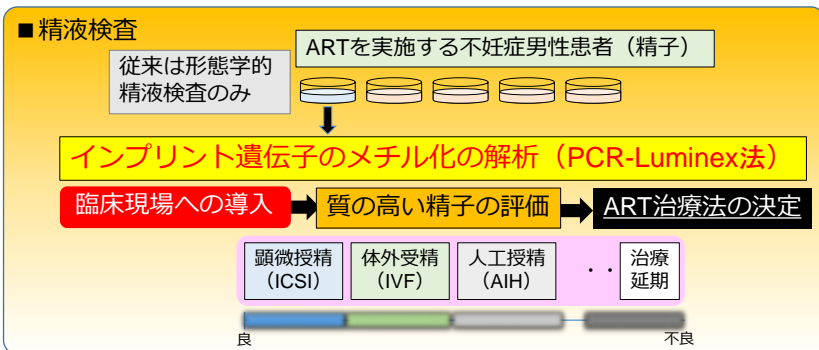 ■精液検査
ARTを実施する不妊症男性患者（精子）
従来は形態学的
精液検査のみ
インプリント遺伝子のメチル化の解析（PCR-Luminex法）
臨床現場への導入
質の高い精子の評価
ART治療法の決定
顕微授精
（ICSI）
体外受精
（IVF）
人工授精
（AIH）
・・
治療
延期
良
不良